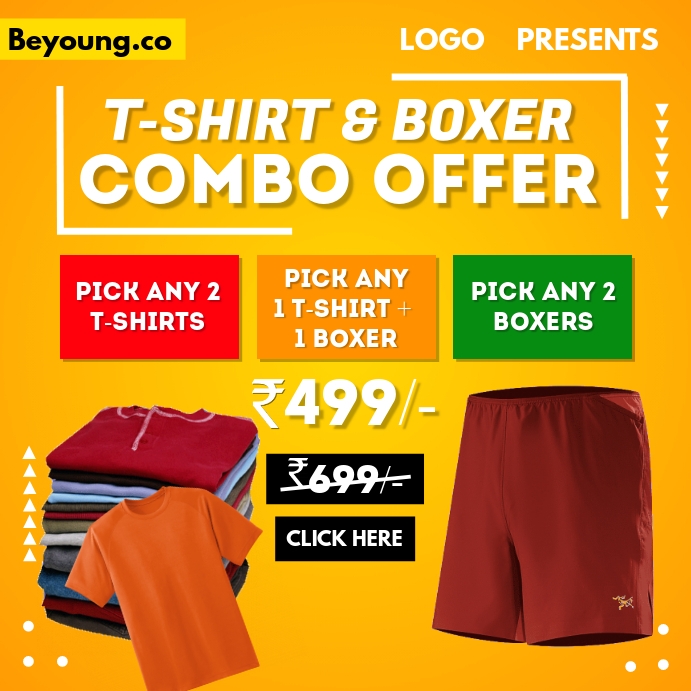 Beyoung.co
LOGO PRESENTS
T-SHIRT & BOXER
COMBO OFFER
PICK ANY 2
T-SHIRTS
PICK ANY
1 T-SHIRT +
1 BOXER
PICK ANY 2
BOXERS
₹499/-
₹699/-
CLICK HERE